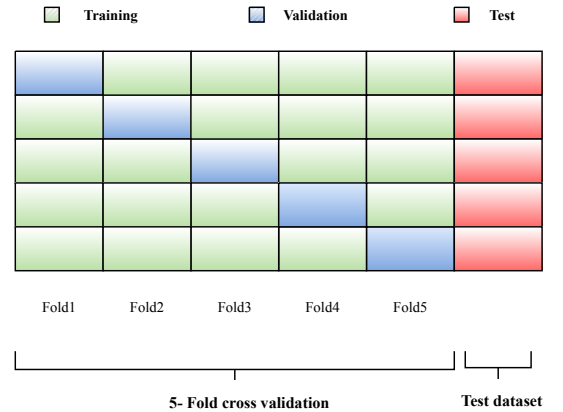 Training Validation Test
Fold1 Fold2 Fold3 Fold4 Fold5
5- Fold cross validation Test dataset